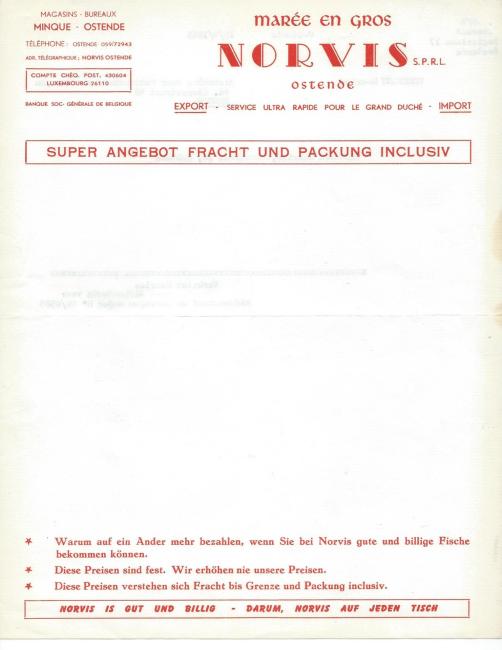 MAGASINS - BUREAUX
MINQUE - OSTENDE
TÉLÉPHONE: OSTENDE 059/72943
ADR. TÉLÉGRAPHIQUE: NORVIS OSTENDE
COMPTE CHÉQ. POST. 430604
LUXEMBOURG 26110
BANQUE SOC. GÉNÉRALE DE BELGIQUE
MARÉE EN GROS
NORVIS S.P.R.L.
OSTENDE
EXPORT - SERVICE ULTRA RAPIDE POUR LE GRAND DUCHÉ - IMPORT
SUPER ANGEBOT FRACHT UND PACKUNG INCLUSIV
* Warum auf ein Ander mehr bezahlen, wenn Sie bei Norvis gute und billige Fische
bekommen können.
* Diese Preisen sind fest. Wir erhöhen nie unsere Preisen.
* Diese Preisen verstehen sich Fracht bis Grenze und Packung inclusiv.
NORVIS IS GUT UND BILLIG - DARUM, NORVIS AUF JEDEN TISCH